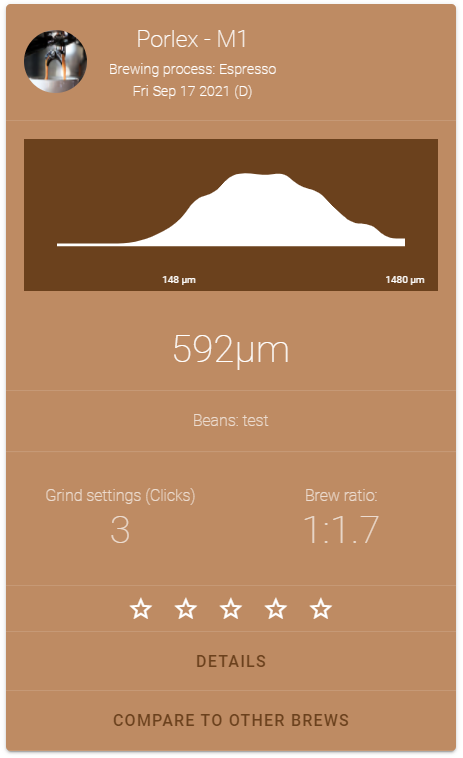 Porlex - M1
Brewing process: Espresso
Fri Sep 17 2021 (D)
148 µm
1480 µm
592µm
Beans: test
Grind settings (Clicks)
3
Brew ratio:
1:1.7
DETAILS
COMPARE TO OTHER BREWS